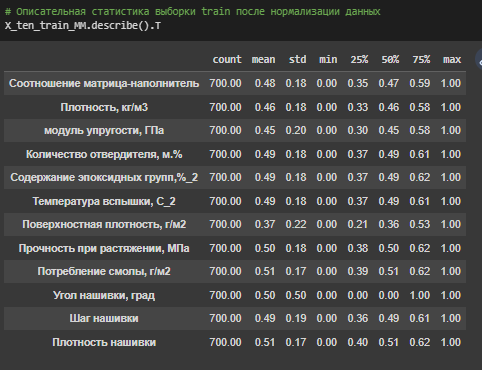 # Описательная статистика выборки train после нормализации данных
X_ten_train_MM.describe().T
count mean std min 25% 50% 75% max
Соотношение матрица-наполнитель 700.00 0.48 0.18 0.00 0.35 0.47 0.59 1.00
Плотность, кг/м3 700.00 0.46 0.18 0.00 0.33 0.46 0.58 1.00
модуль упругости, ГПа 700.00 0.45 0.20 0.00 0.30 0.45 0.58 1.00
Количество отвердителя, м.% 700.00 0.49 0.18 0.00 0.37 0.49 0.61 1.00
Содержание эпоксидных групп,%_2 700.00 0.49 0.18 0.00 0.37 0.49 0.62 1.00
Температура вспышки, С_2 700.00 0.49 0.18 0.00 0.37 0.49 0.61 1.00
Поверхностная плотность, г/м2 700.00 0.37 0.22 0.00 0.21 0.36 0.53 1.00
Прочность при растяжении, МПа 700.00 0.50 0.18 0.00 0.38 0.50 0.62 1.00
Потребление смолы, г/м2 700.00 0.51 0.17 0.00 0.39 0.51 0.62 1.00
Угол нашивки, град 700.00 0.50 0.50 0.00 0.00 0.00 1.00 1.00
Шаг нашивки 700.00 0.49 0.19 0.00 0.36 0.49 0.61 1.00
Плотность нашивки 700.00 0.51 0.17 0.00 0.40 0.51 0.62 1.00